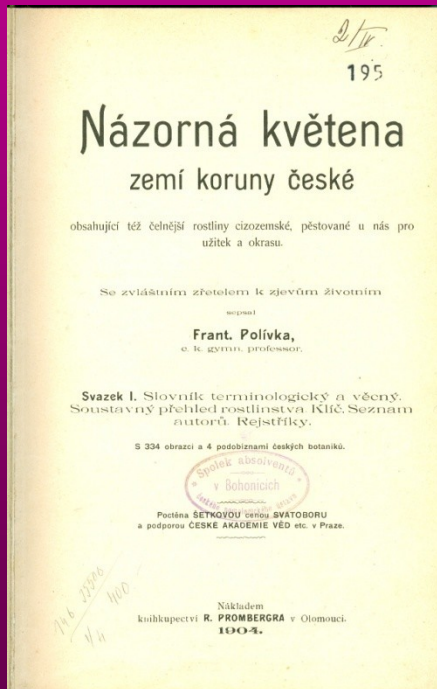 2/IV.
195
Názorná květena
zemí koruny české
obsahující též čelnější rostliny cizozemské, pěstované u nás pro
užitek a okrasu.
Se zvláštním zřetelem k zjevům životním
sepsal
Frant. Polívka,
c. k. gymn. professor.
Svazek I. Slovník terminologický a věcný.
Soustavný přehled rostlinstva. Klíč. Seznam
autorů. Rejstříky.
S 334 obrazci a 4 podobiznami českých botaniků.
Spolek absolventů
v Bohonicích
Poctěna ŠETKOVOU cenou SVATOBORU
a podporou ČESKÉ AKADEMIE VĚD etc. v Praze.
Nákladem
knihkupectví R. PROMBERGRA v Olomouci.
1904.